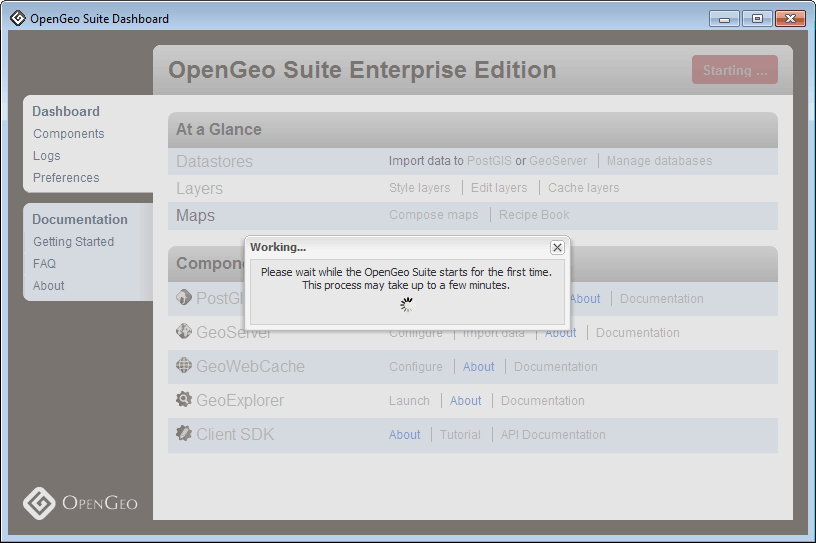 OpenGeo Suite Dashboard
OpenGeo Suite Enterprise Edition
Starting ...
Dashboard
Components
Logs
Preferences
Documentation
Getting Started
FAQ
About
At a Glance
Datastores Import data to PostGIS or GeoServer Manage databases
Layers Style layers Edit layers Cache layers
Maps Compose maps Recipe Book
Working...
Please wait while the OpenGeo Suite starts for the first time.
This process may take up to a few minutes.
About Documentation
GeoServer Configure Import data About Documentation
GeoWebCache Configure About Documentation
GeoExplorer Launch About Documentation
Client SDK About Tutorial API Documentation
OpenGeo